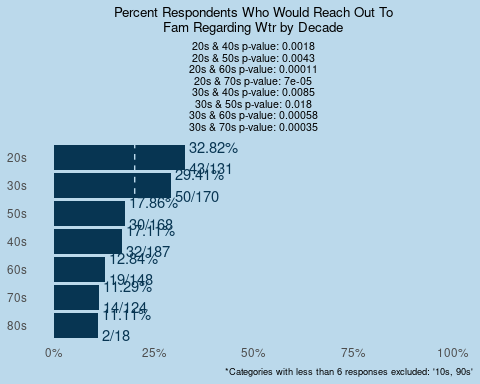 Percent Respondents Who Would Reach Out To
Fam Regarding Wtr by Decade
20s & 40s p-value: 0.0018
20s & 50s p-value: 0.0043
20s & 60s p-value: 0.00011
20s & 70s p-value: 7e-05
30s & 40s p-value: 0.0085
30s & 50s p-value: 0.018
30s & 60s p-value: 0.00058
30s & 70s p-value: 0.00035
20s 32.82%
43/131
30s 29.41%
50/170
50s 17.86%
30/168
40s 17.11%
32/187
60s 12.84%
19/148
70s 11.29%
14/124
80s 11.11%
2/18
0% 25% 50% 75% 100%
*Categories with less than 6 responses excluded: '10s, 90s'